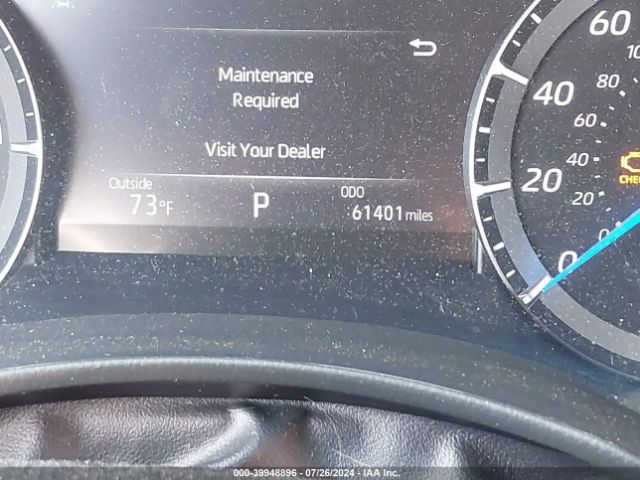 Maintenance
Required
Visit Your Dealer
Outside
73°F
P
ODO
61401 miles
60
40
20
0
80
60
40
20
0
000-39948896 - 07/26/2024 - IAA Inc.